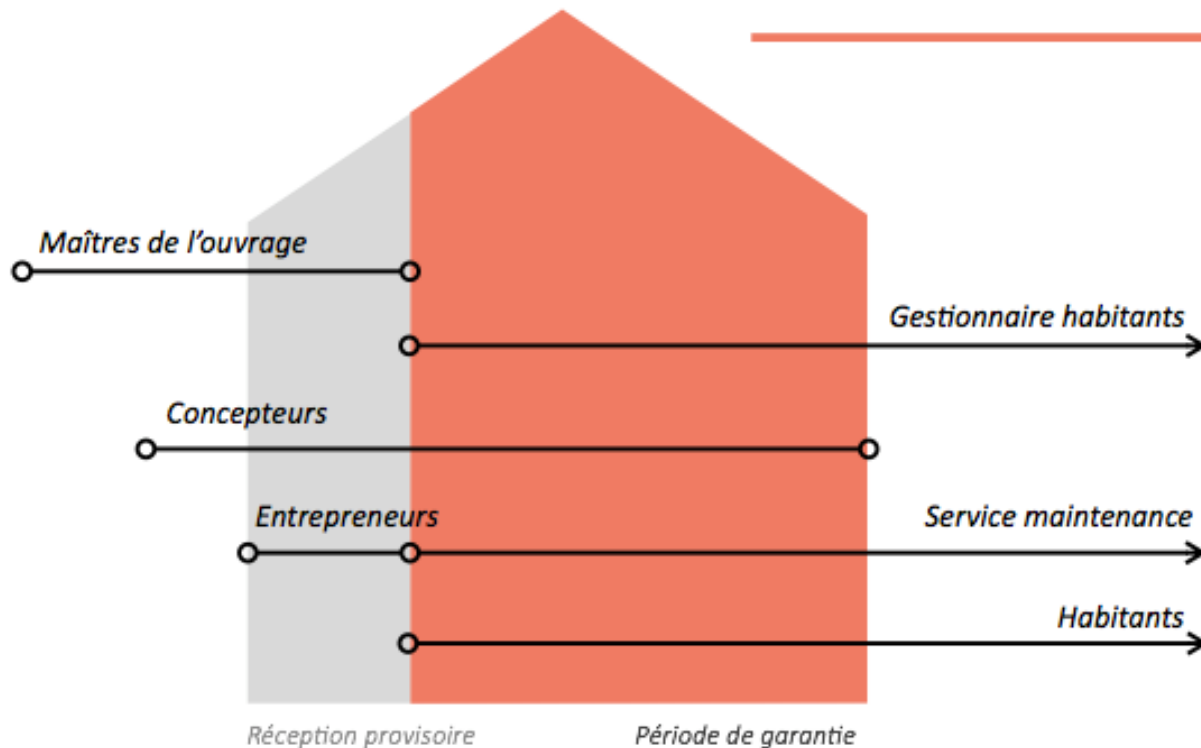 Maîtres de l'ouvrage
Gestionnaire habitants
Concepteurs
Entrepreneurs
Service maintenance
Habitants
Réception provisoire
Période de garantie